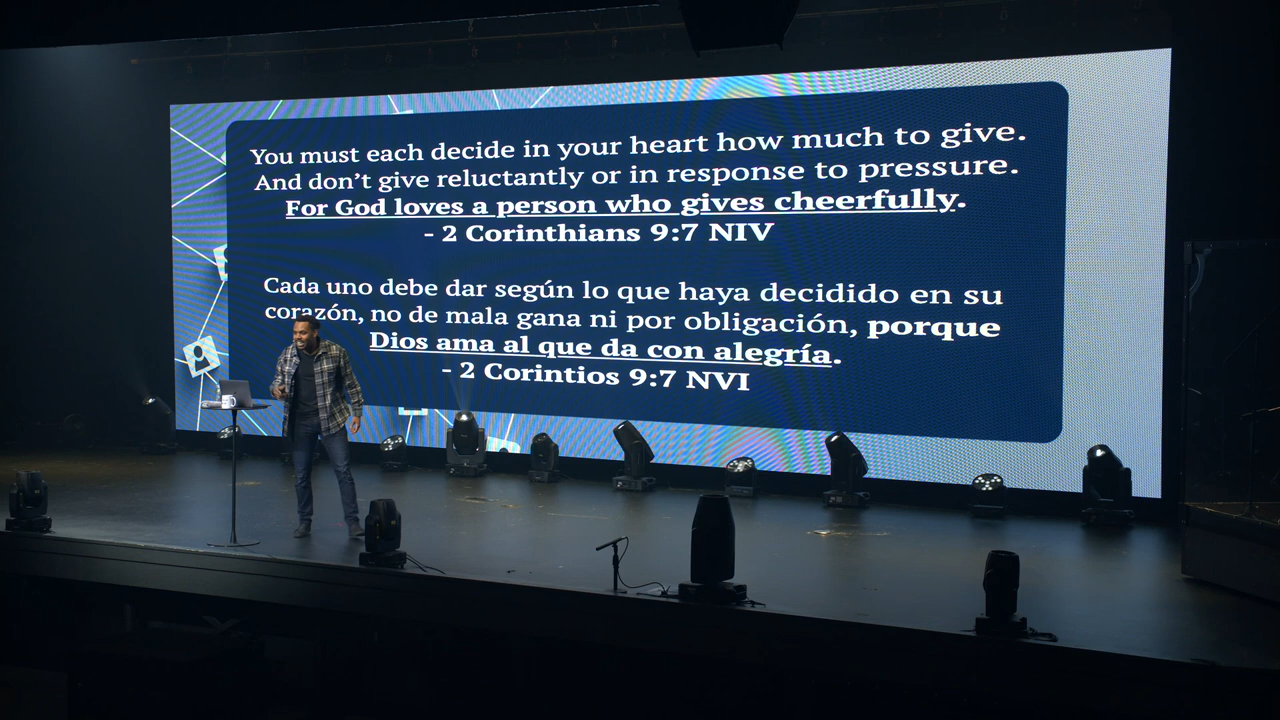 You must each decide in your heart how much to give.
And don't give reluctantly or in response to pressure.
For God loves a person who gives cheerfully.
- 2 Corinthians 9:7 NIV
Cada uno debe dar según lo que haya decidido en su
corazón, no de mala gana ni por obligación, porque
Dios ama al que da con alegría.
- 2 Corintios 9:7 NVI